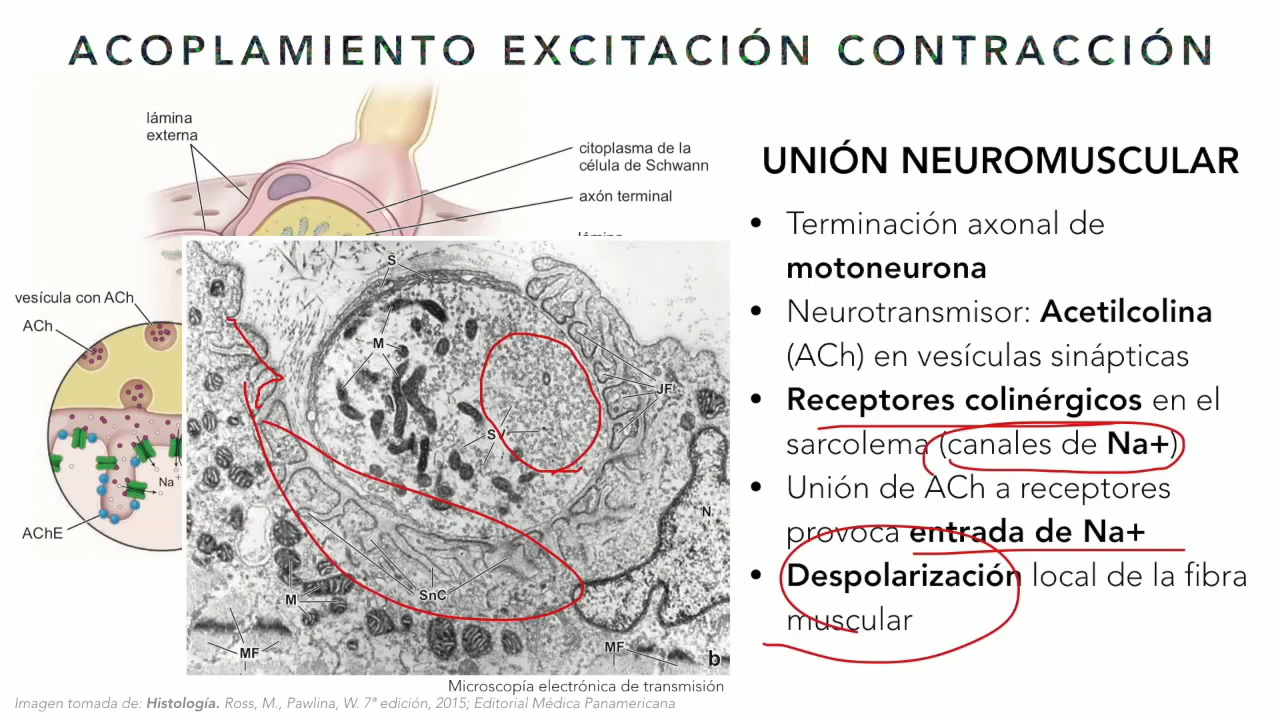 ACOPLAMIENTO EXCITACIÓN CONTRACCIÓN
lámina
externa
citoplasma de la
célula de Schwann
axón terminal
vesícula con ACh
ACh
Na+
AChE
S
M
JF
SV
N
SnC
M
MF
MF
b
Microscopía electrónica de transmisión
UNIÓN NEUROMUSCULAR
• Terminación axonal de
motoneurona
• Neurotransmisor: Acetilcolina
(ACh) en vesículas sinápticas
• Receptores colinérgicos en el
sarcolema (canales de Na+)
• Unión de ACh a receptores
provoca entrada de Na+
• Despolarización local de la fibra
muscular
Imagen tomada de: Histología. Ross, M., Pawlina, W. 7ª edición, 2015; Editorial Médica Panamericana